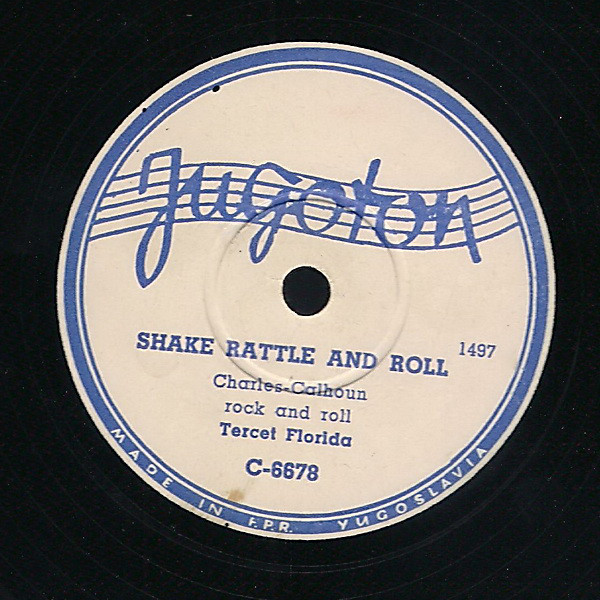 Jugoton
SHAKE RATTLE AND ROLL 1497
Charles-Calhoun
rock and roll
Tercet Florida
C-6678
MADE IN F.P.R. YUGOSLAVIA